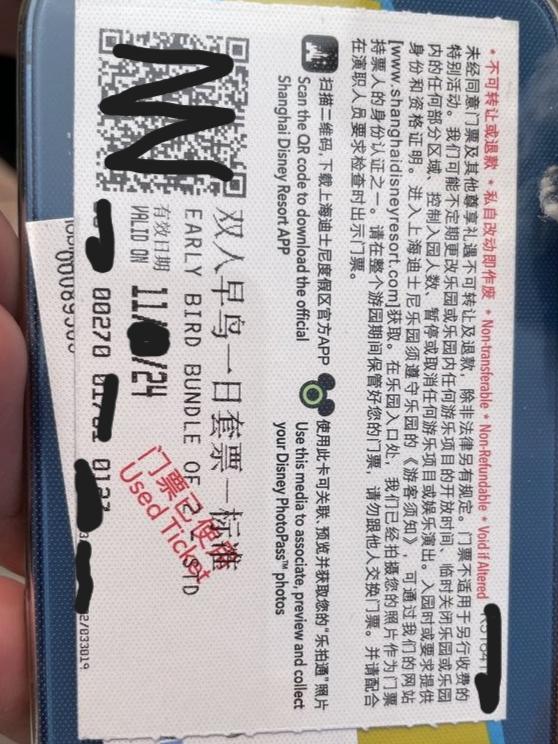 * 不可转让或退款 * 私自改动即作废 * Non-transferable * Non-Refundable * Void if Altered
未经同意门票及其他尊享礼遇不可转让及退款，除非法律另有规定。门票不适用于另行收费的
特别活动。我们可能不定期更改乐园或乐园内任何游乐项目的开放时间、临时关闭乐园或乐园
内的任何部分区域、控制入园人数、暂停或取消任何游乐项目或娱乐演出。入园时或要求提供
身份和资格证明。进入上海迪士尼乐园须遵守乐园的《游客须知》，可通过我们的网站
[www.shanghaidisneyresort.com]获取。在乐园入口处，我们已经拍摄您的照片作为门票
持票人的身份认证之一。请在整个游园期间保管好您的门票，请勿跟他人交换门票。并请配合
在演职人员要求检查时出示门票。
扫描二维码，下载上海迪士尼度假区官方APP
Scan the QR code to download the official
Shanghai Disney Resort APP
使用此卡可关联、预览并获取您的“乐拍通”照片
Use this media to associate, preview and collect
your Disney PhotoPass™ photos
双人早鸟一日套票－标准
EARLY BIRD BUNDLE OF 2 STD
有效日期
VALID ON
11/ /24
门票已使用
Used Ticket
00270
2/033019